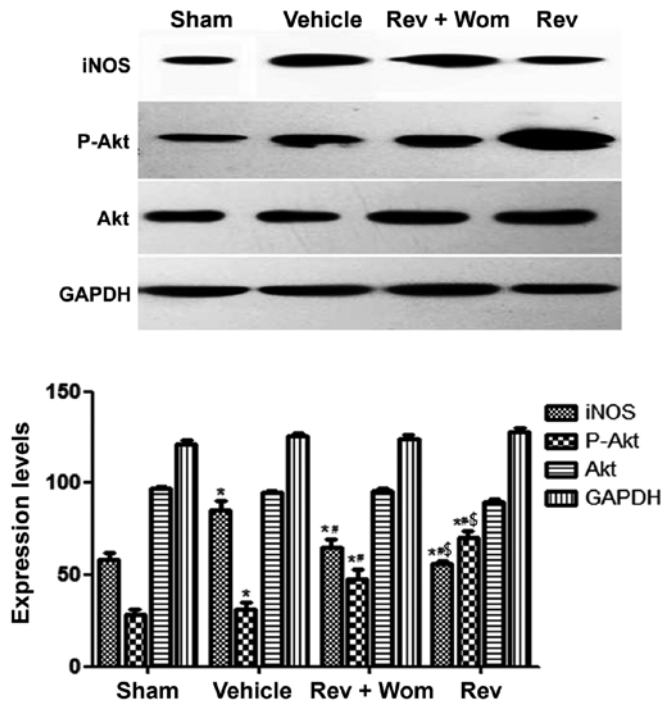 Sham Vehicle Rev + Wom Rev
iNOS
P-Akt
Akt
GAPDH
150
100
50
0
Expression levels
iNOS
P-Akt
Akt
GAPDH
*
*
*#
*#
*#$
*#$
Sham Vehicle Rev + Wom Rev